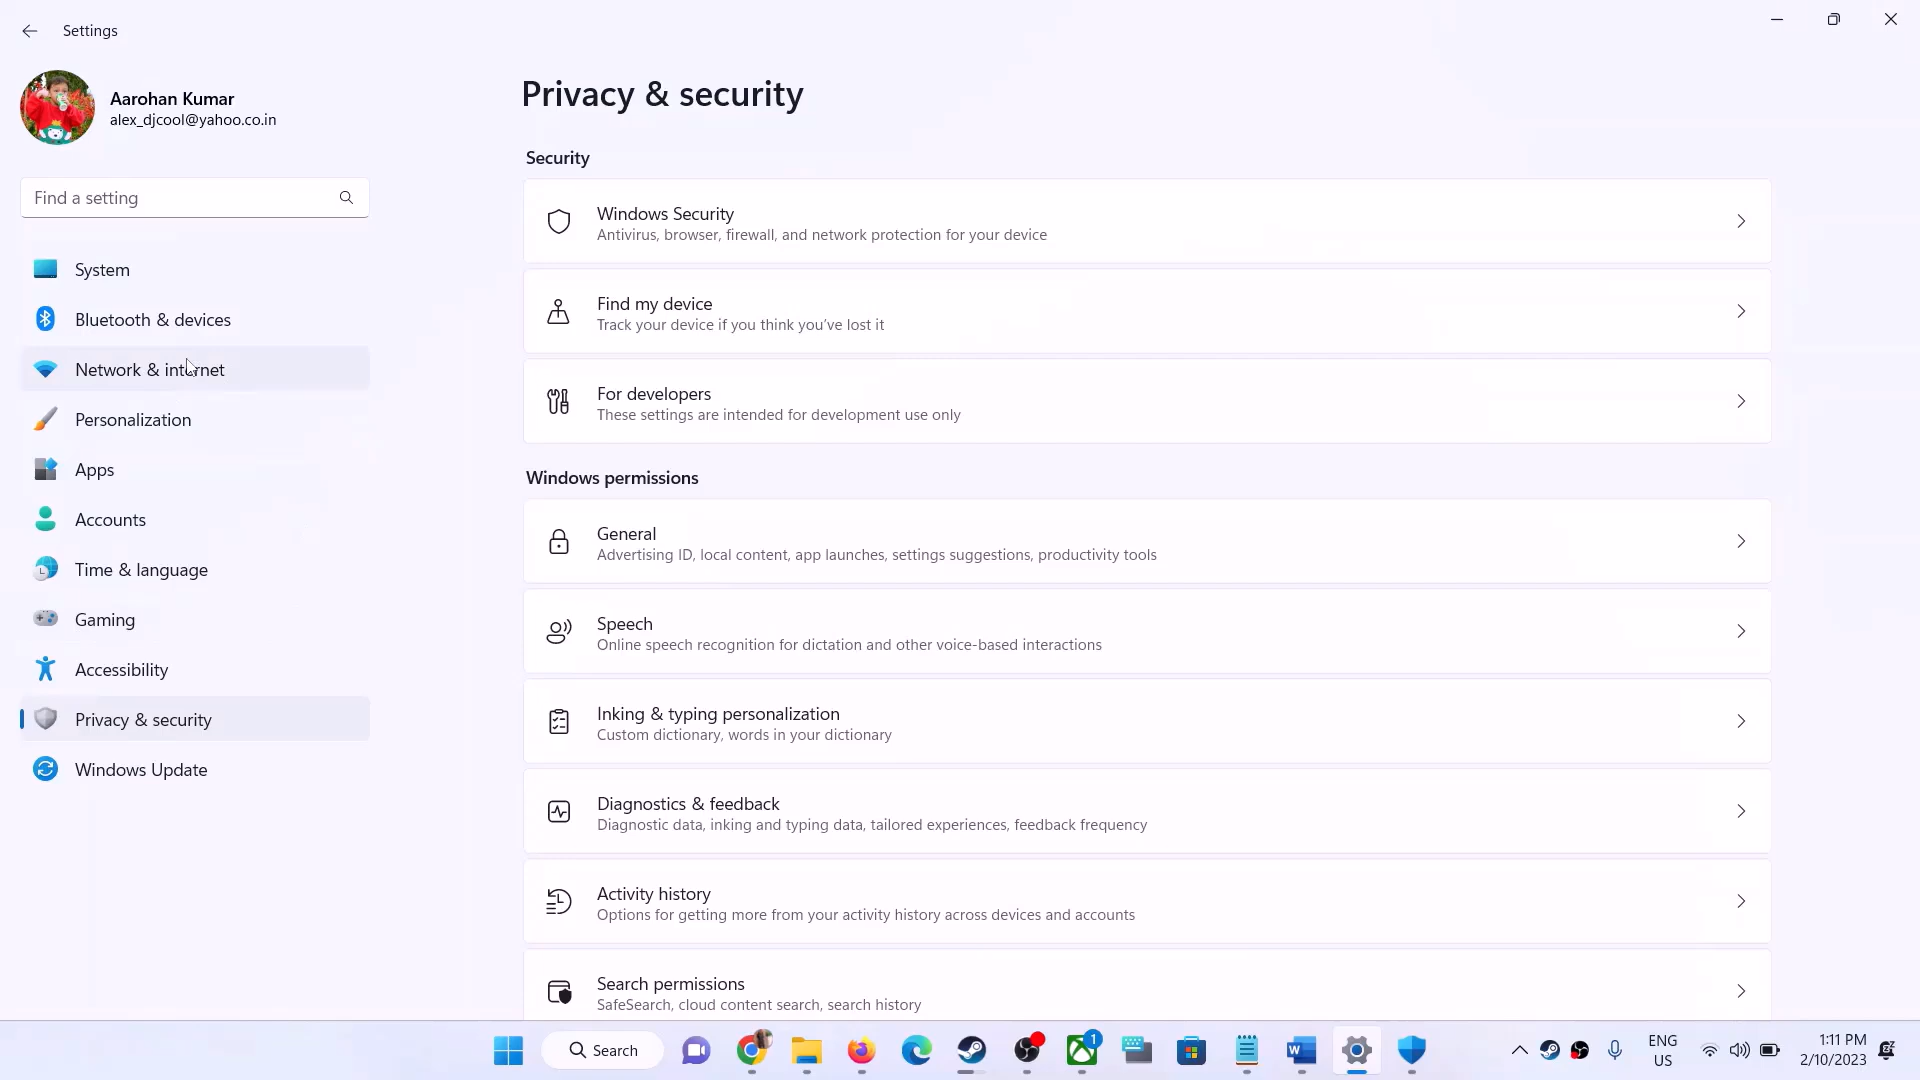 Settings
Aarohan Kumar
alex_djcool@yahoo.co.in
Find a setting
System
Bluetooth & devices
Network & internet
Personalization
Apps
Accounts
Time & language
Gaming
Accessibility
Privacy & security
Windows Update
Privacy & security
Security
Windows Security
Antivirus, browser, firewall, and network protection for your device
Find my device
Track your device if you think you've lost it
For developers
These settings are intended for development use only
Windows permissions
General
Advertising ID, local content, app launches, settings suggestions, productivity tools
Speech
Online speech recognition for dictation and other voice-based interactions
Inking & typing personalization
Custom dictionary, words in your dictionary
Diagnostics & feedback
Diagnostic data, inking and typing data, tailored experiences, feedback frequency
Activity history
Options for getting more from your activity history across devices and accounts
Search permissions
SafeSearch, cloud content search, search history
Search
1
ENG
US
1:11 PM
2/10/2023